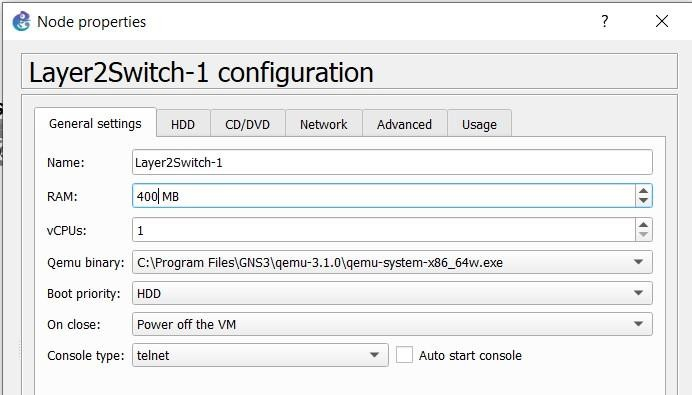 Node properties
?
Layer2Switch-1 configuration
General settings HDD CD/DVD Network Advanced Usage
Name: Layer2Switch-1
RAM: 400 MB
vCPUs: 1
Qemu binary: C:\Program Files\GNS3\qemu-3.1.0\qemu-system-x86_64w.exe
Boot priority: HDD
On close: Power off the VM
Console type: telnet Auto start console